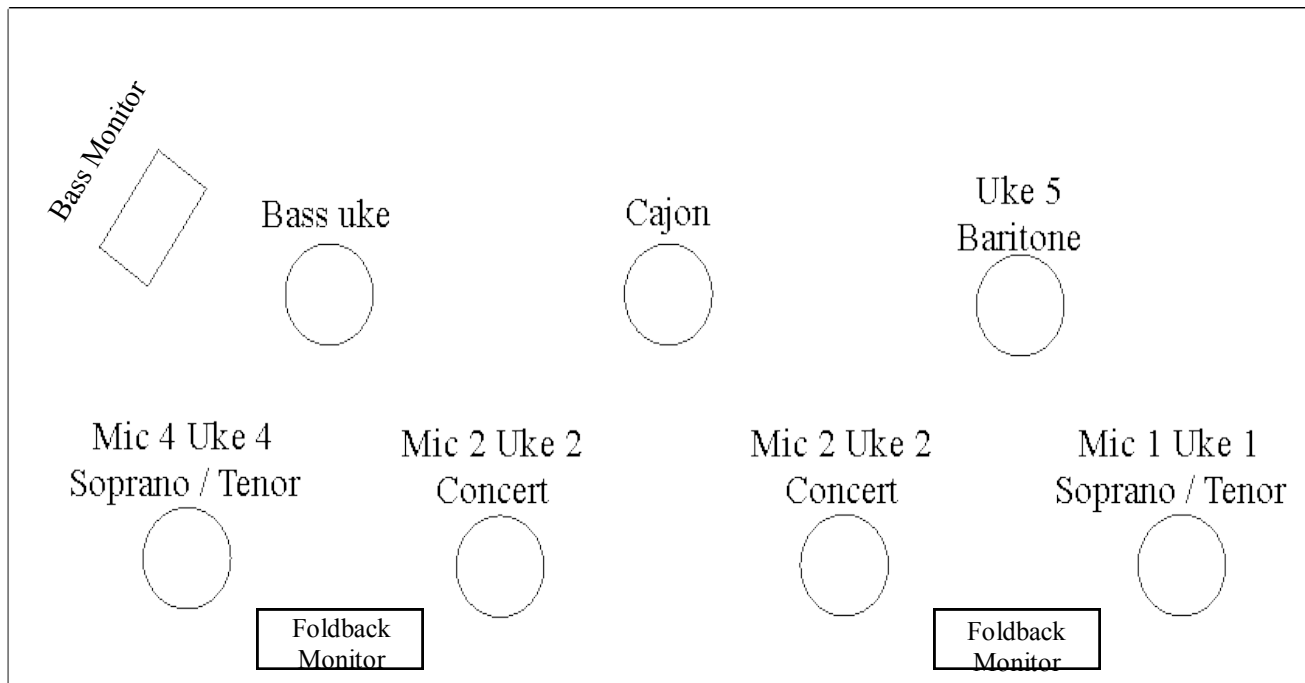 Bass Monitor
Bass uke
Cajon
Uke 5
Baritone
Mic 4 Uke 4
Soprano / Tenor
Mic 2 Uke 2
Concert
Mic 2 Uke 2
Concert
Mic 1 Uke 1
Soprano / Tenor
Foldback
Monitor
Foldback
Monitor